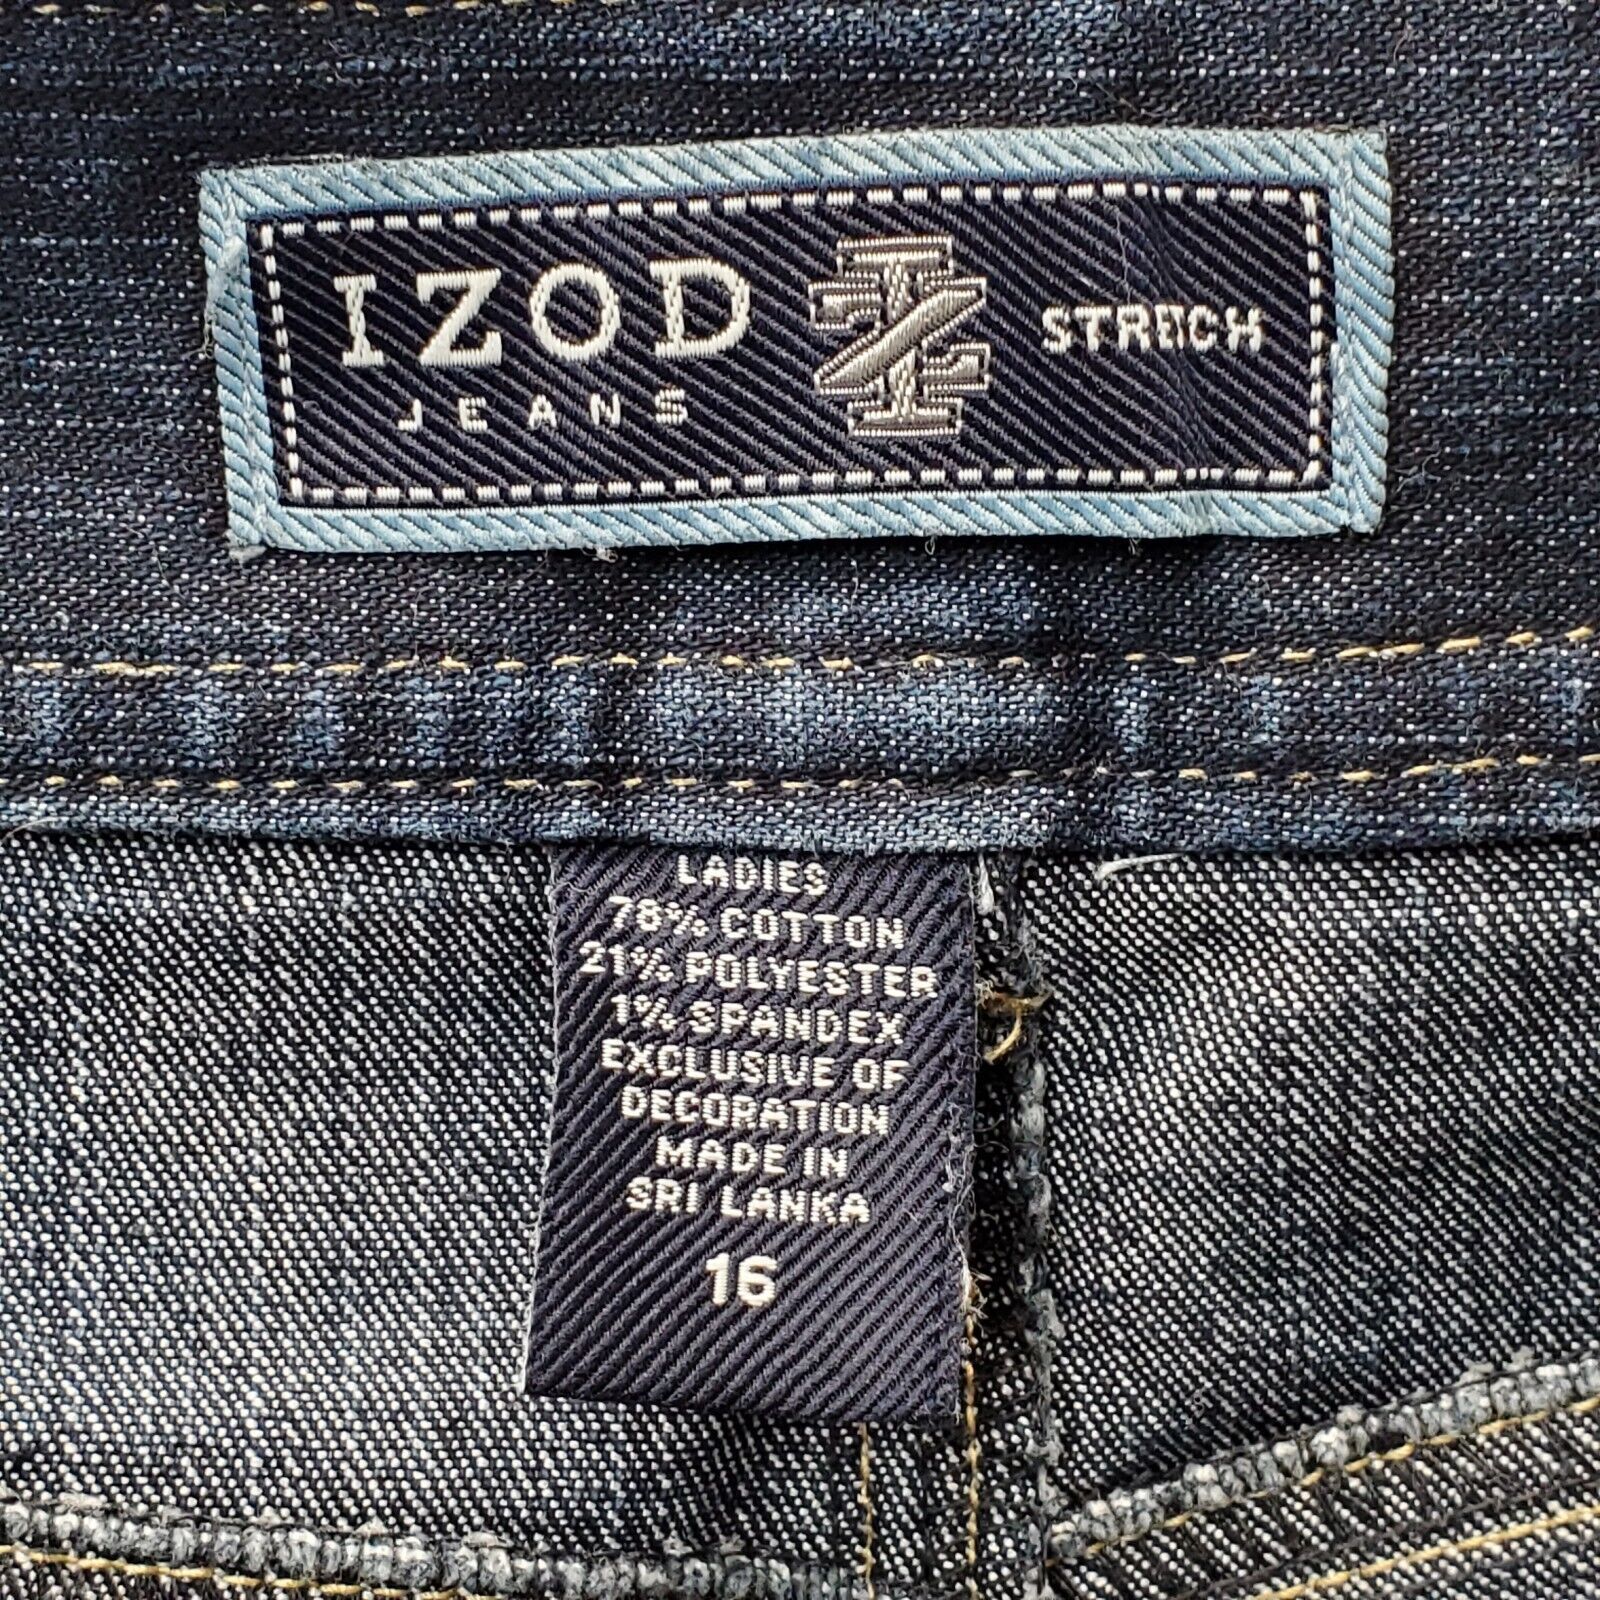 IZOD
JEANS
STRECH
LADIES
78% COTTON
21% POLYESTER
1% SPANDEX
EXCLUSIVE OF
DECORATION
MADE IN
SRI LANKA
16